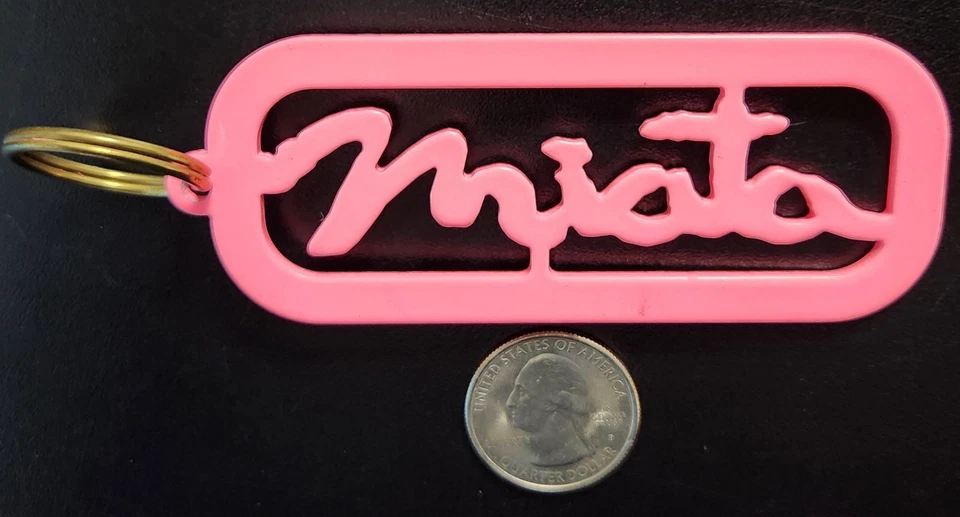 miata
UNITED STATES OF AMERICA
QUARTER DOLLAR